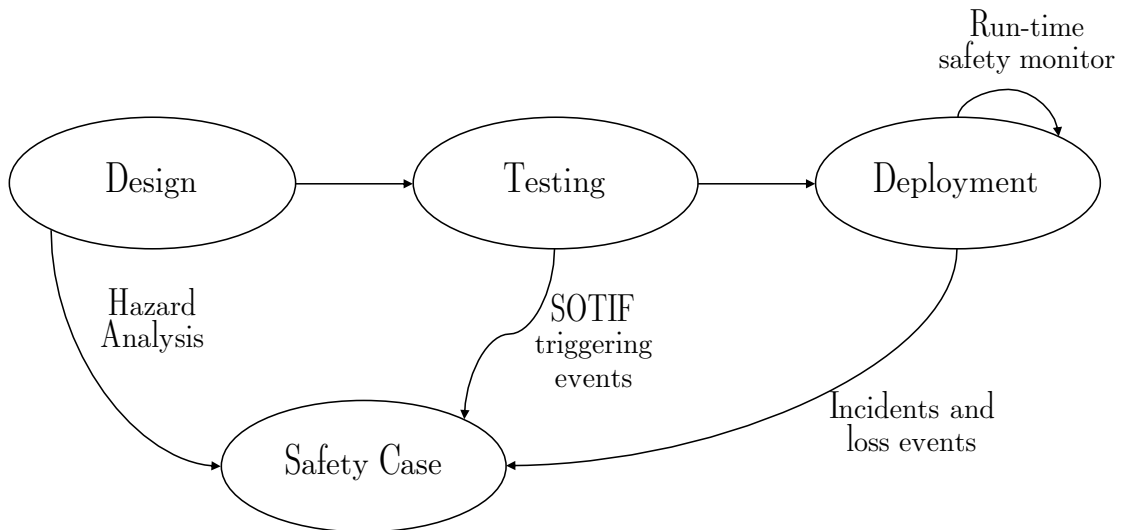 Run-time
safety monitor
Design
Testing
Deployment
Hazard
Analysis
SOTIF
triggering
events
Incidents and
loss events
Safety Case